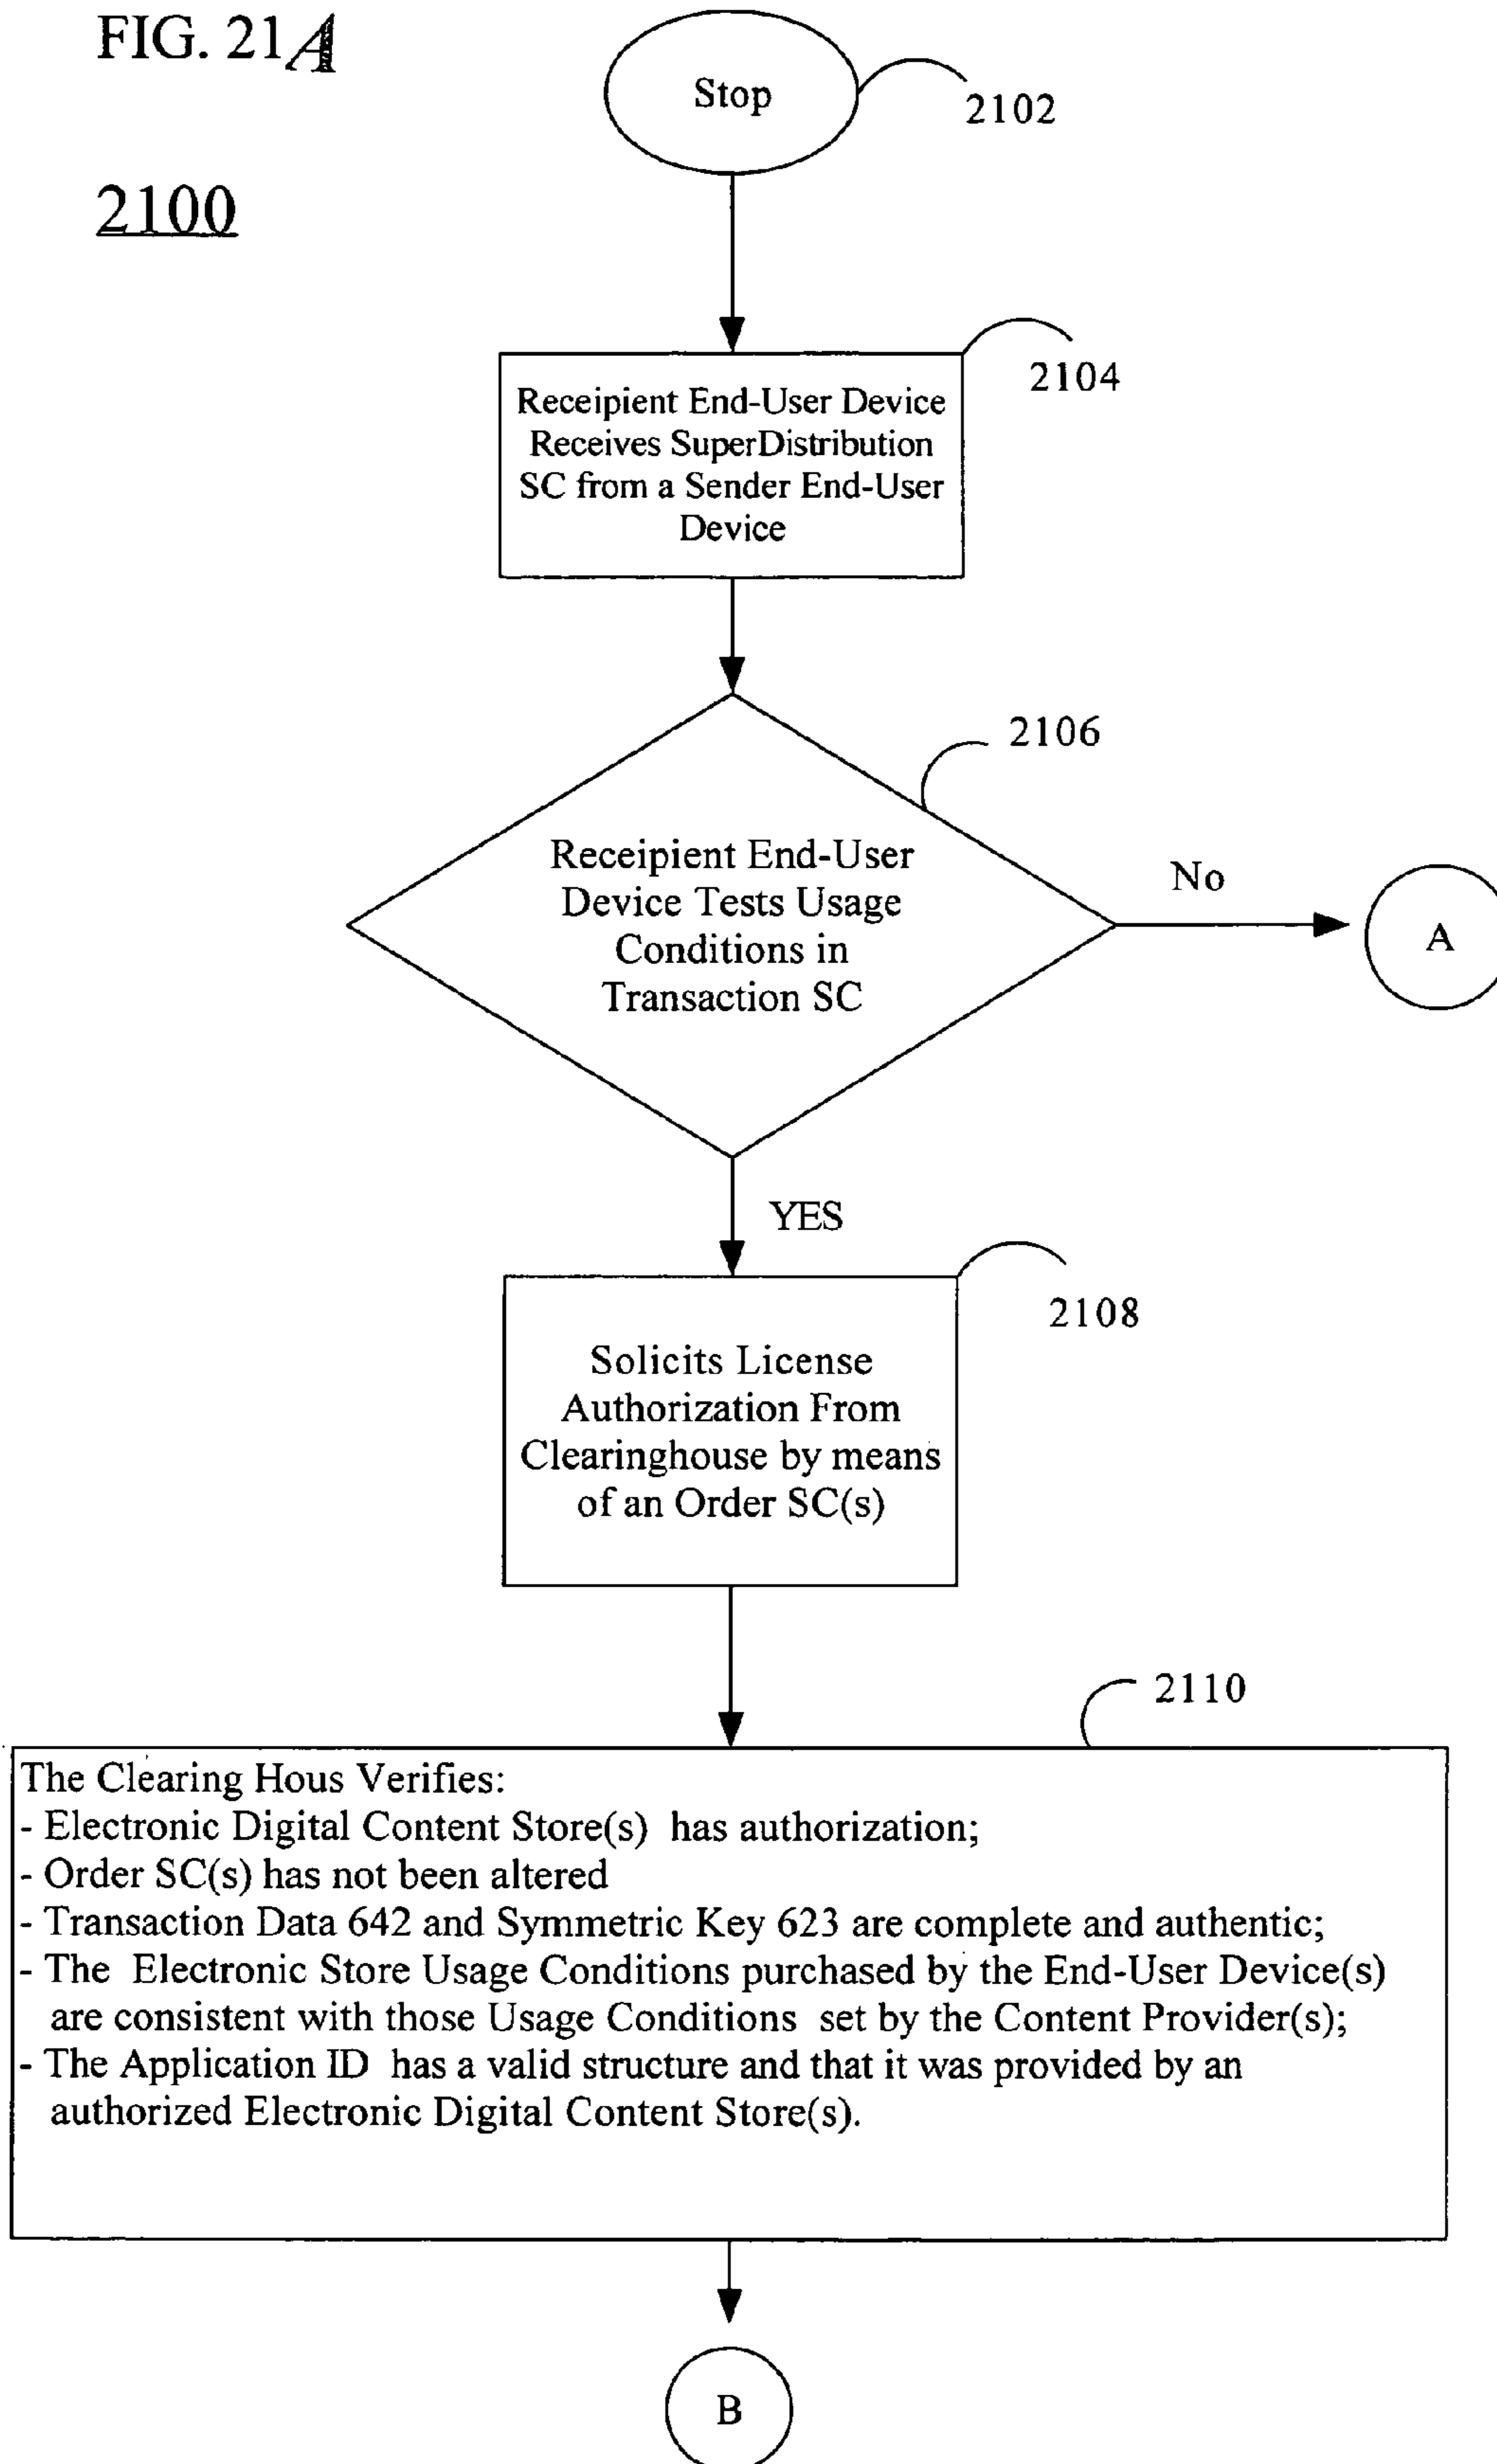 FIG. 21A
Stop
2102
2100
2104
Receipient End-User Device
Receives SuperDistribution
SC from a Sender End-User
Device
2106
Receipient End-User
Device Tests Usage
Conditions in
Transaction SC
No
A
YES
2108
Solicits License
Authorization From
Clearinghouse by means
of an Order SC(s)
2110
The Clearing Hous Verifies:
- Electronic Digital Content Store(s) has authorization;
- Order SC(s) has not been altered
- Transaction Data 642 and Symmetric Key 623 are complete and authentic;
- The Electronic Store Usage Conditions purchased by the End-User Device(s)
are consistent with those Usage Conditions set by the Content Provider(s);
- The Application ID has a valid structure and that it was provided by an
authorized Electronic Digital Content Store(s).
B